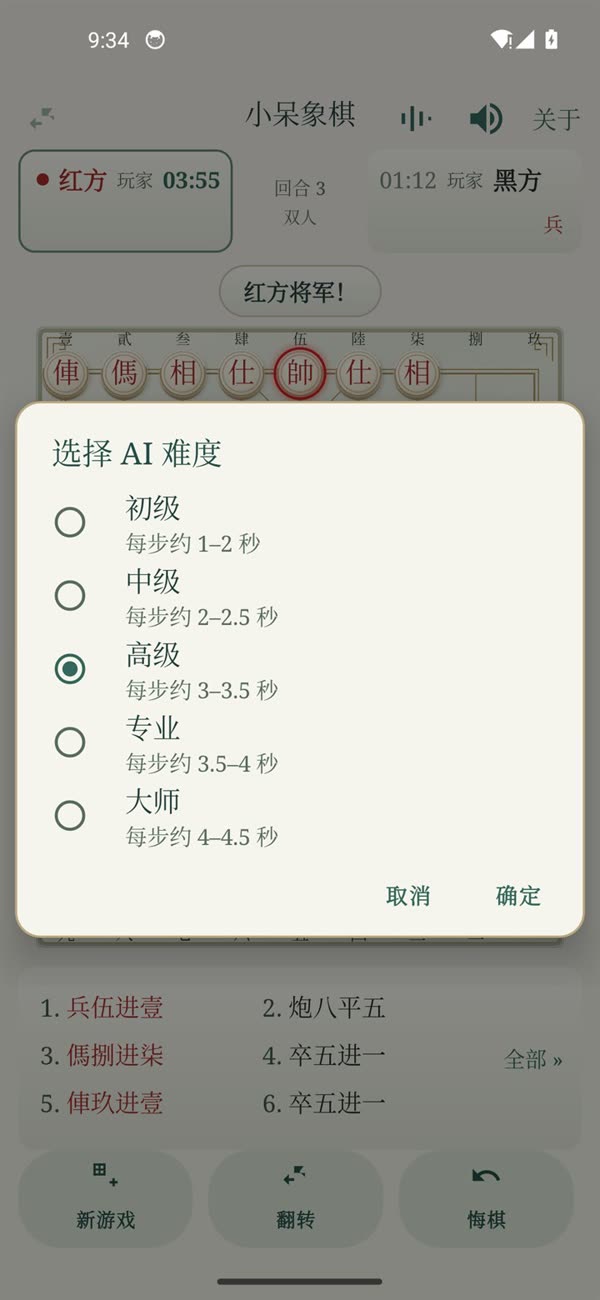 9:34
小呆象棋
关于
红方 玩家 03:55
回合 3
双人
01:12 玩家 黑方
兵
红方将军!
壹 贰 叁 肆 伍 陸 柒 捌 玖
俥 傌 相 仕 帥 仕 相
选择 AI 难度
初级
每步约 1–2 秒
中级
每步约 2–2.5 秒
高级
每步约 3–3.5 秒
专业
每步约 3.5–4 秒
大师
每步约 4–4.5 秒
取消 确定
1. 兵伍进壹 2. 炮八平五
3. 傌捌进柒 4. 卒五进一
全部 »
5. 俥玖进壹 6. 卒五进一
新游戏 翻转 悔棋